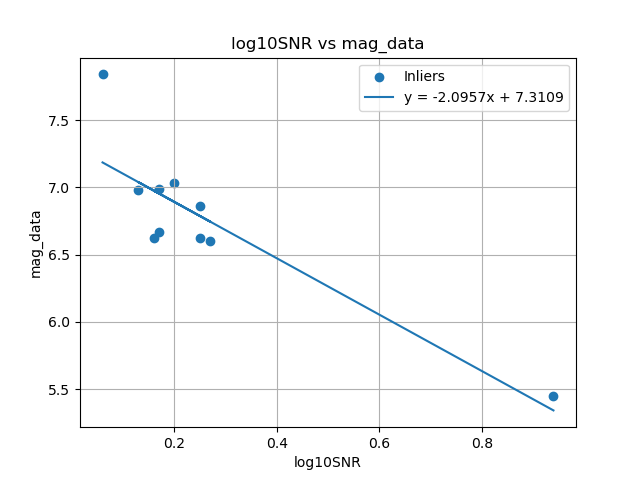 log10SNR vs mag_data
Inliers
y = -2.0957x + 7.3109
7.5
7.0
6.5
6.0
5.5
mag_data
0.2 0.4 0.6 0.8
log10SNR